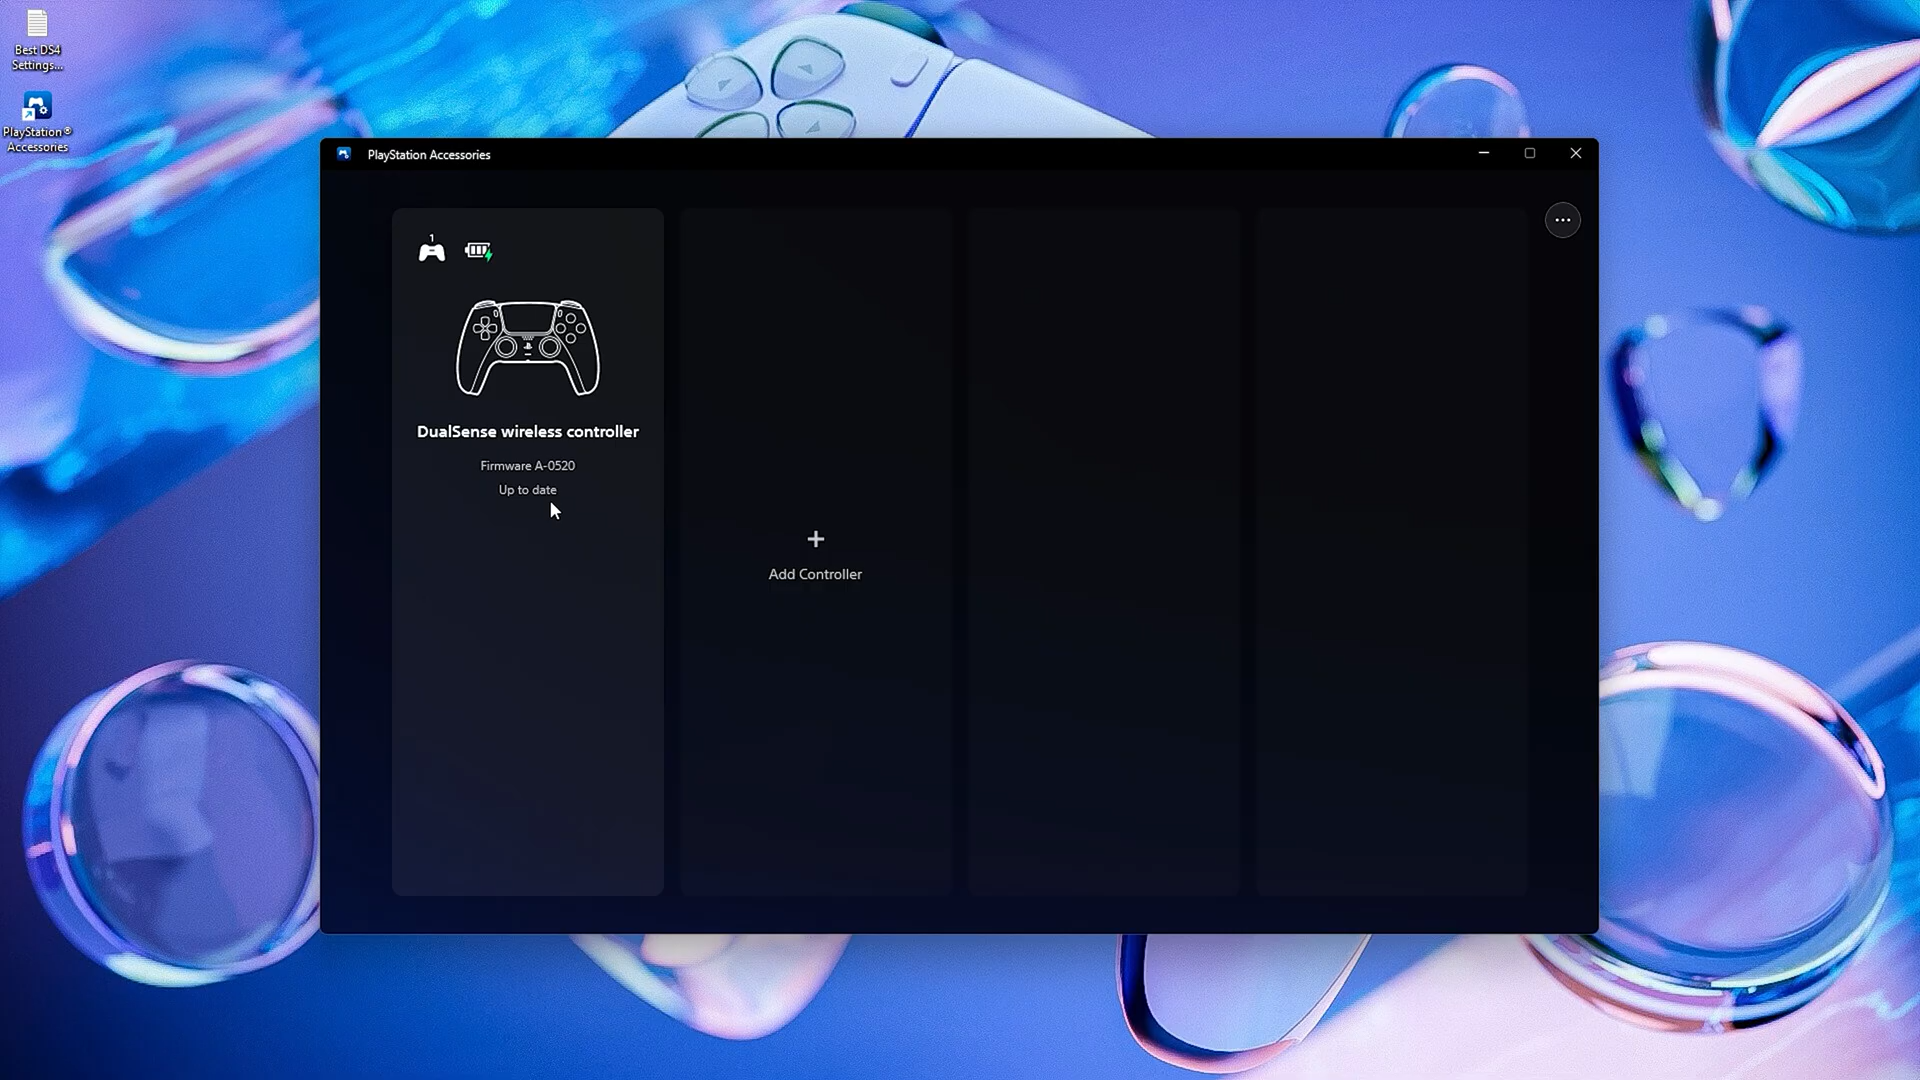 Best DS4
Settings...
PlayStation®
Accessories
PlayStation Accessories
1
DualSense wireless controller
Firmware A-0520
Up to date
+
Add Controller